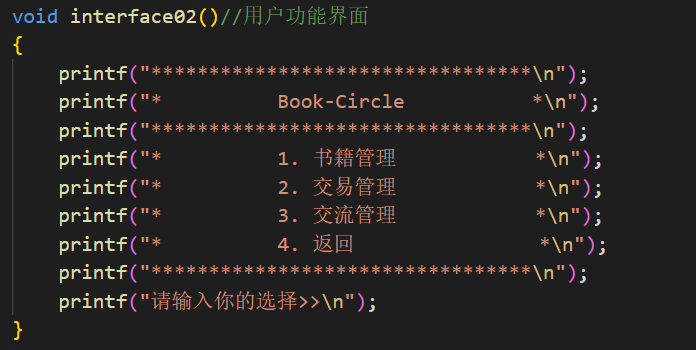 void interface02()//用户功能界面
{
    printf("*********************************\n");
    printf("*          Book-Circle           *\n");
    printf("*********************************\n");
    printf("*          1. 书籍管理            *\n");
    printf("*          2. 交易管理            *\n");
    printf("*          3. 交流管理            *\n");
    printf("*          4. 返回                *\n");
    printf("*********************************\n");
    printf("请输入你的选择>>\n");
}